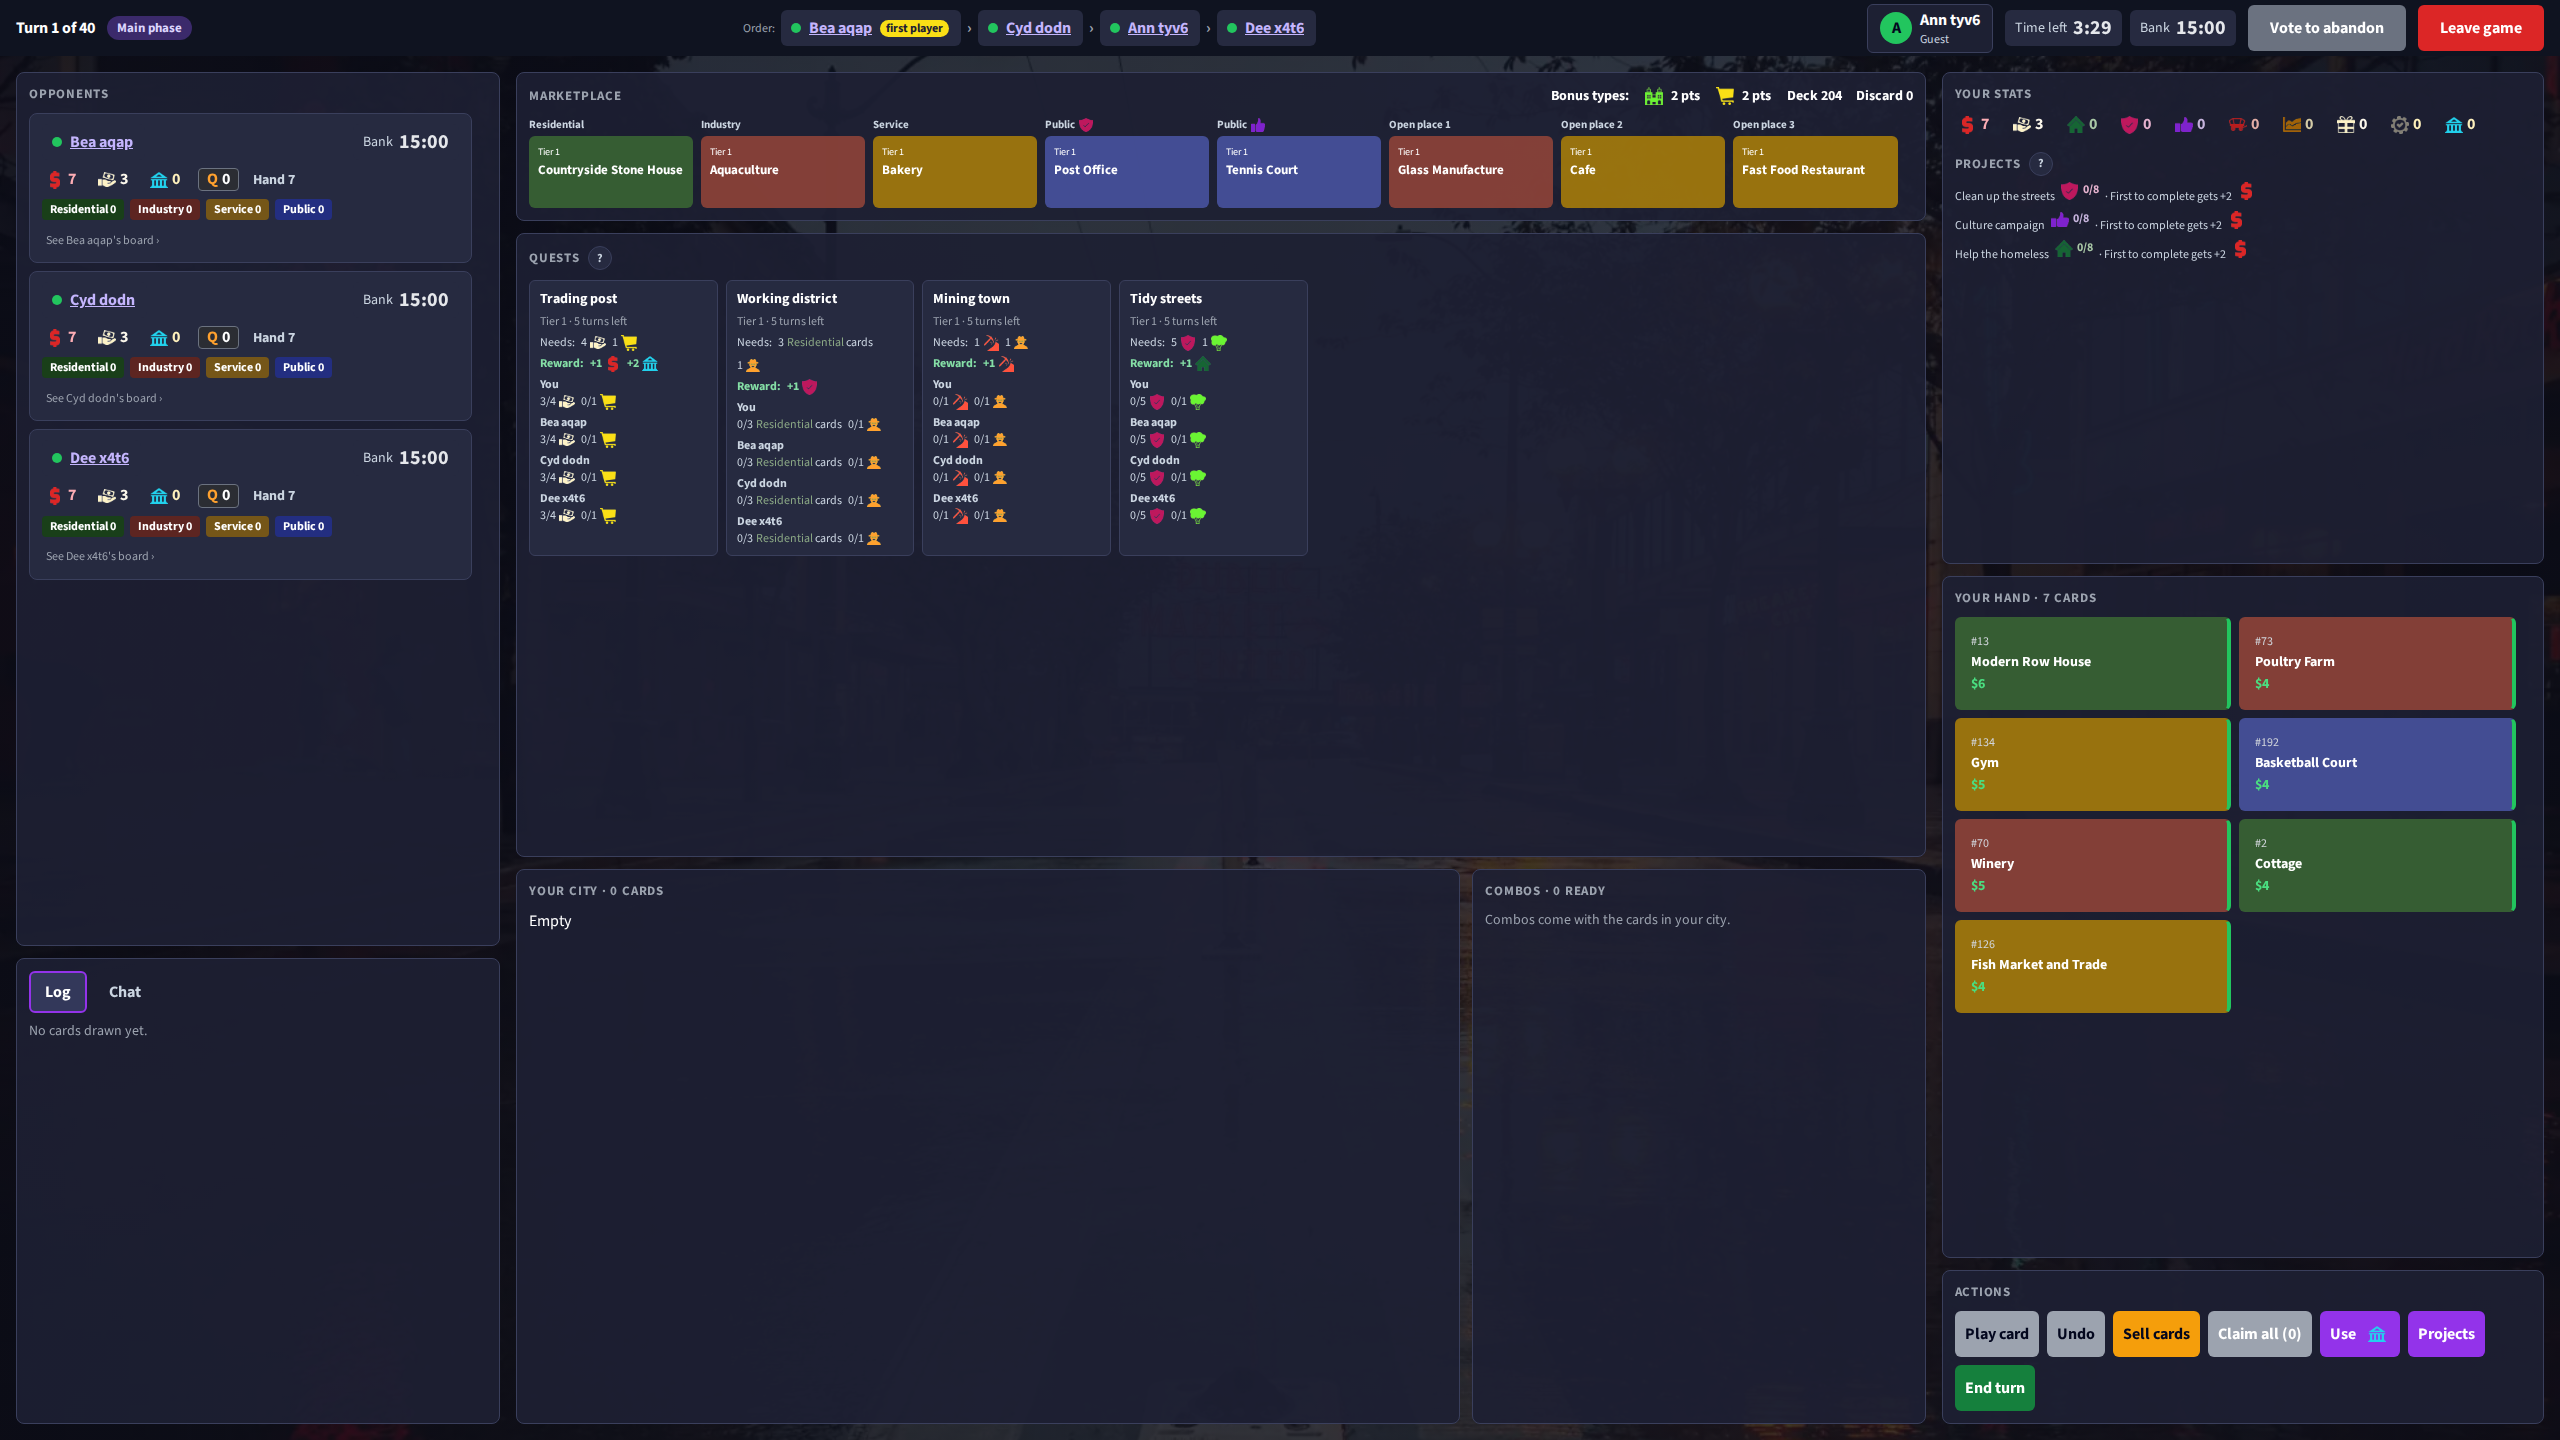 Turn 1 of 40 Main phase Order: Bea aqap first player › Cyd dodn › Ann tyv6 › Dee x4t6 A Ann tyv6 Guest Time left 3:29 Bank 15:00 Vote to abandon Leave game
OPPONENTS
Bea aqap Bank 15:00
7 3 0 Q 0 Hand 7
Residential 0 Industry 0 Service 0 Public 0
See Bea aqap's board ›
Cyd dodn Bank 15:00
7 3 0 Q 0 Hand 7
Residential 0 Industry 0 Service 0 Public 0
See Cyd dodn's board ›
Dee x4t6 Bank 15:00
7 3 0 Q 0 Hand 7
Residential 0 Industry 0 Service 0 Public 0
See Dee x4t6's board ›
Log Chat
No cards drawn yet.
MARKETPLACE Bonus types: 2 pts 2 pts Deck 204 Discard 0
Residential Industry Service Public Public Open place 1 Open place 2 Open place 3
Tier 1 Tier 1 Tier 1 Tier 1 Tier 1 Tier 1 Tier 1 Tier 1
Countryside Stone House Aquaculture Bakery Post Office Tennis Court Glass Manufacture Cafe Fast Food Restaurant
QUESTS ?
Trading post
Tier 1 · 5 turns left
Needs: 4 1
Reward: +1 +2
You
3/4 0/1
Bea aqap
3/4 0/1
Cyd dodn
3/4 0/1
Dee x4t6
3/4 0/1
Working district
Tier 1 · 5 turns left
Needs: 3 Residential cards
1
Reward: +1
You
0/3 Residential cards 0/1
Bea aqap
0/3 Residential cards 0/1
Cyd dodn
0/3 Residential cards 0/1
Dee x4t6
0/3 Residential cards 0/1
Mining town
Tier 1 · 5 turns left
Needs: 1 1
Reward: +1
You
0/1 0/1
Bea aqap
0/1 0/1
Cyd dodn
0/1 0/1
Dee x4t6
0/1 0/1
Tidy streets
Tier 1 · 5 turns left
Needs: 5 1
Reward: +1
You
0/5 0/1
Bea aqap
0/5 0/1
Cyd dodn
0/5 0/1
Dee x4t6
0/5 0/1
YOUR CITY · 0 CARDS
Empty
COMBOS · 0 READY
Combos come with the cards in your city.
YOUR STATS
$ 7 3 0 0 0 0 0 0 0 0
PROJECTS ?
Clean up the streets 0/8 · First to complete gets +2 $
Culture campaign 0/8 · First to complete gets +2 $
Help the homeless 0/8 · First to complete gets +2 $
YOUR HAND · 7 CARDS
#13
Modern Row House
$6
#73
Poultry Farm
$4
#134
Gym
$5
#192
Basketball Court
$4
#70
Winery
$5
#2
Cottage
$4
#126
Fish Market and Trade
$4
ACTIONS
Play card Undo Sell cards Claim all (0) Use Projects
End turn